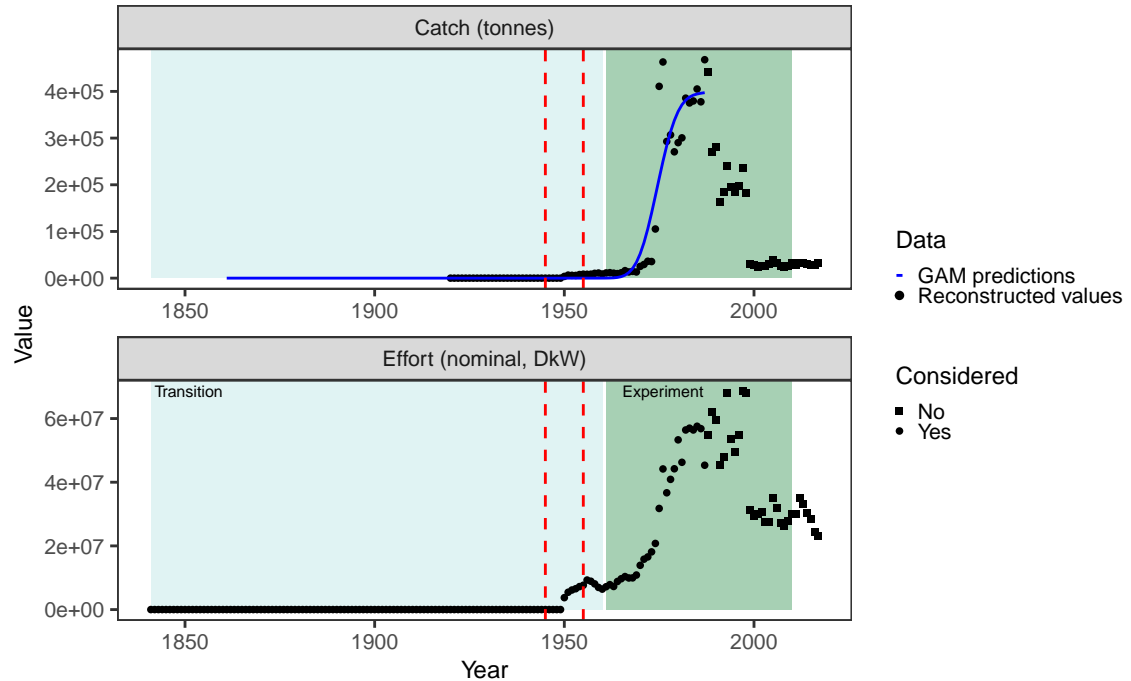 Catch (tonnes)
4e+05
3e+05
2e+05
1e+05
0e+00
1850 1900 1950 2000
Value
Effort (nominal, DkW)
Transition Experiment
6e+07
4e+07
2e+07
0e+00
1850 1900 1950 2000
Year
Data
GAM predictions
Reconstructed values
Considered
No
Yes